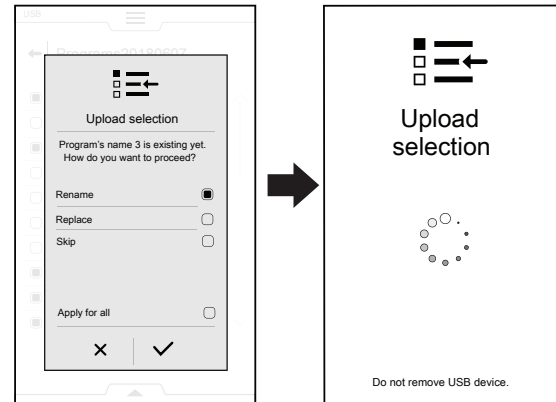 USB
Programs20180607
Upload selection
Program's name 3 is existing yet.
How do you want to proceed?
Rename
Replace
Skip
Apply for all
Upload
selection
Do not remove USB device.